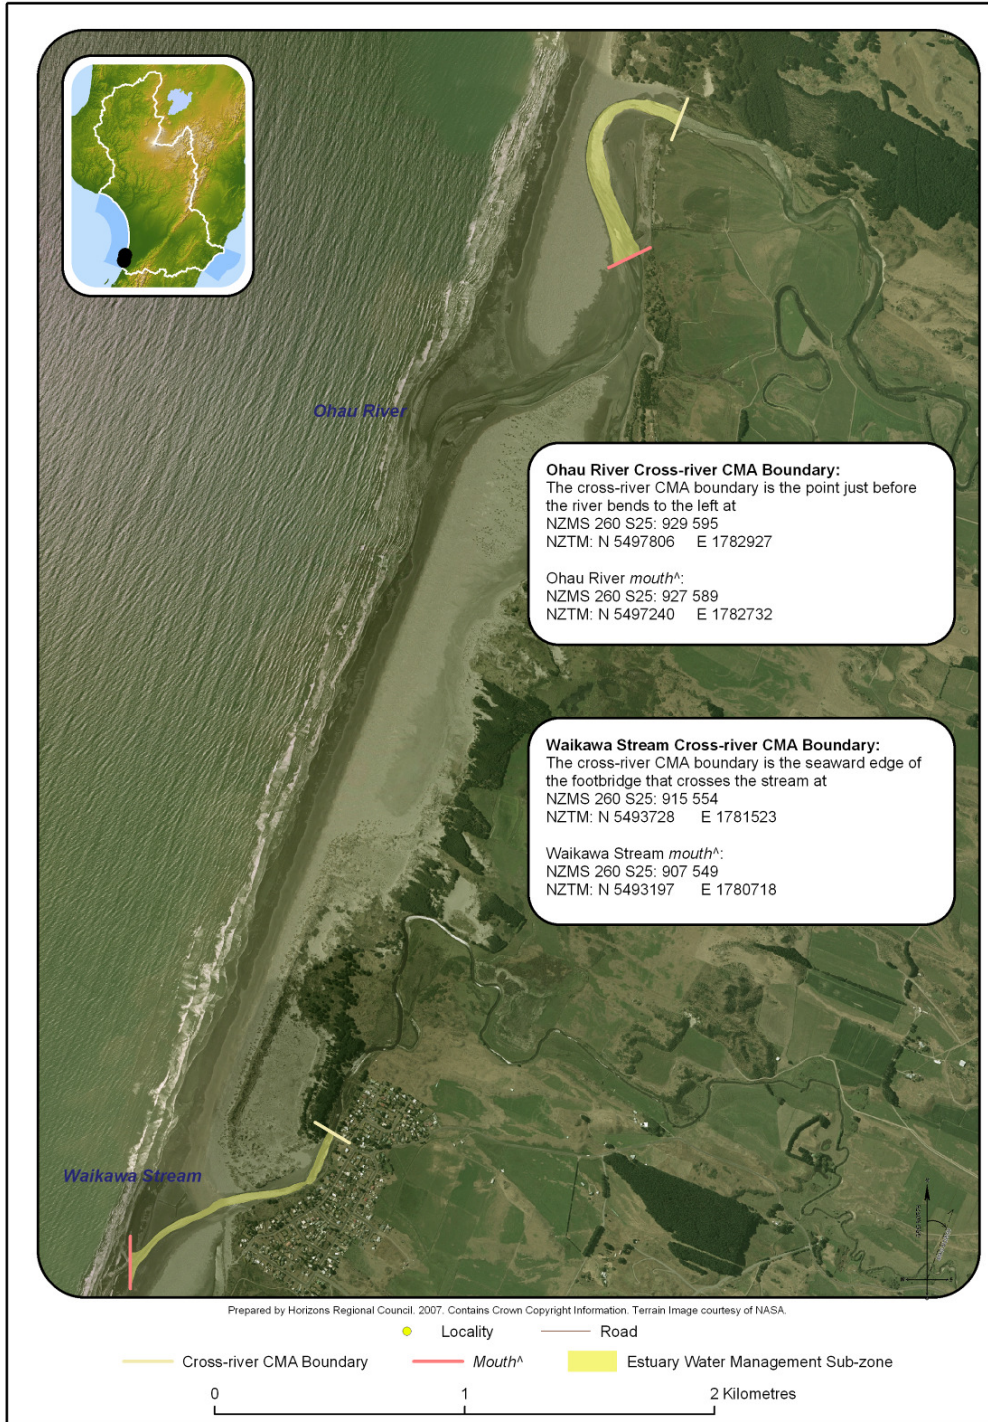 Ohau River
Ohau River Cross-river CMA Boundary:
The cross-river CMA boundary is the point just before
the river bends to the left at
NZMS 260 S25: 929 595
NZTM: N 5497806 E 1782927
Ohau River mouth^:
NZMS 260 S25: 927 589
NZTM: N 5497240 E 1782732
Waikawa Stream Cross-river CMA Boundary:
The cross-river CMA boundary is the seaward edge of
the footbridge that crosses the stream at
NZMS 260 S25: 915 554
NZTM: N 5493728 E 1781523
Waikawa Stream mouth^:
NZMS 260 S25: 907 549
NZTM: N 5493197 E 1780718
Waikawa Stream
Prepared by Horizons Regional Council. 2007. Contains Crown Copyright Information. Terrain Image courtesy of NASA.
Locality Road
Cross-river CMA Boundary Mouth^ Estuary Water Management Sub-zone
0 1 2 Kilometres